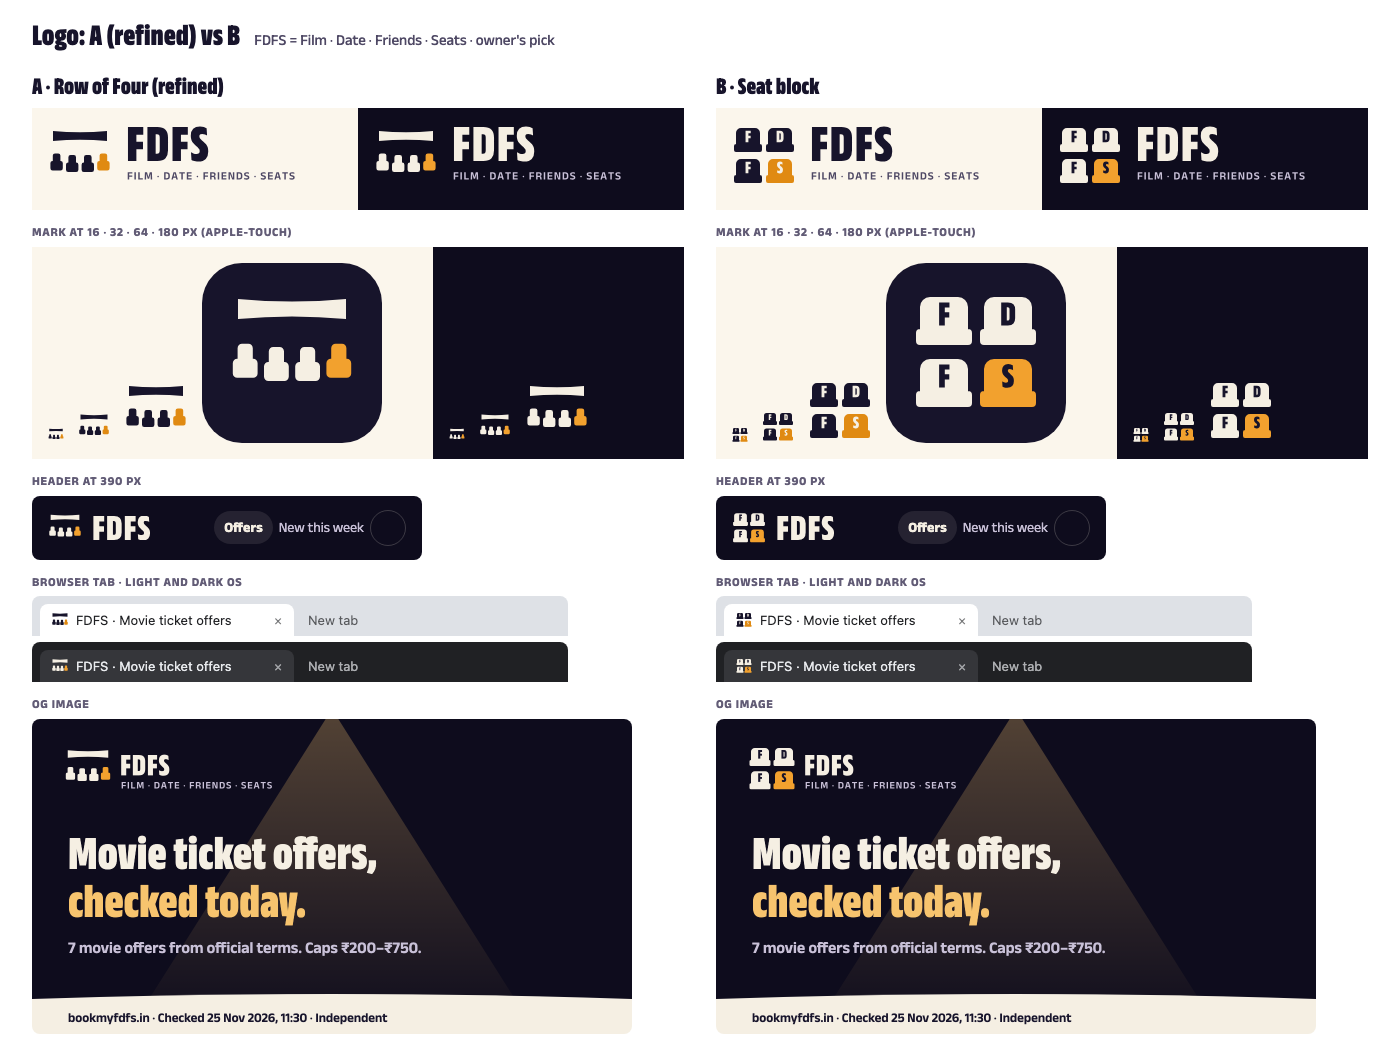 Logo: A (refined) vs B FDFS = Film · Date · Friends · Seats · owner's pick
A · Row of Four (refined)
FDFS
FILM · DATE · FRIENDS · SEATS
FDFS
FILM · DATE · FRIENDS · SEATS
MARK AT 16 · 32 · 64 · 180 PX (APPLE-TOUCH)
HEADER AT 390 PX
FDFS Offers New this week
BROWSER TAB · LIGHT AND DARK OS
FDFS · Movie ticket offers × New tab
FDFS · Movie ticket offers × New tab
OG IMAGE
FDFS
FILM · DATE · FRIENDS · SEATS
Movie ticket offers,
checked today.
7 movie offers from official terms. Caps ₹200–₹750.
bookmyfdfs.in · Checked 25 Nov 2026, 11:30 · Independent
B · Seat block
F D
F S
FDFS
FILM · DATE · FRIENDS · SEATS
F D
F S
FDFS
FILM · DATE · FRIENDS · SEATS
MARK AT 16 · 32 · 64 · 180 PX (APPLE-TOUCH)
F D
F S
F D
F S
F D
F S
F D
F S
F D
F S
HEADER AT 390 PX
F D
F S
FDFS Offers New this week
BROWSER TAB · LIGHT AND DARK OS
FDFS · Movie ticket offers × New tab
FDFS · Movie ticket offers × New tab
OG IMAGE
F D
F S
FDFS
FILM · DATE · FRIENDS · SEATS
Movie ticket offers,
checked today.
7 movie offers from official terms. Caps ₹200–₹750.
bookmyfdfs.in · Checked 25 Nov 2026, 11:30 · Independent